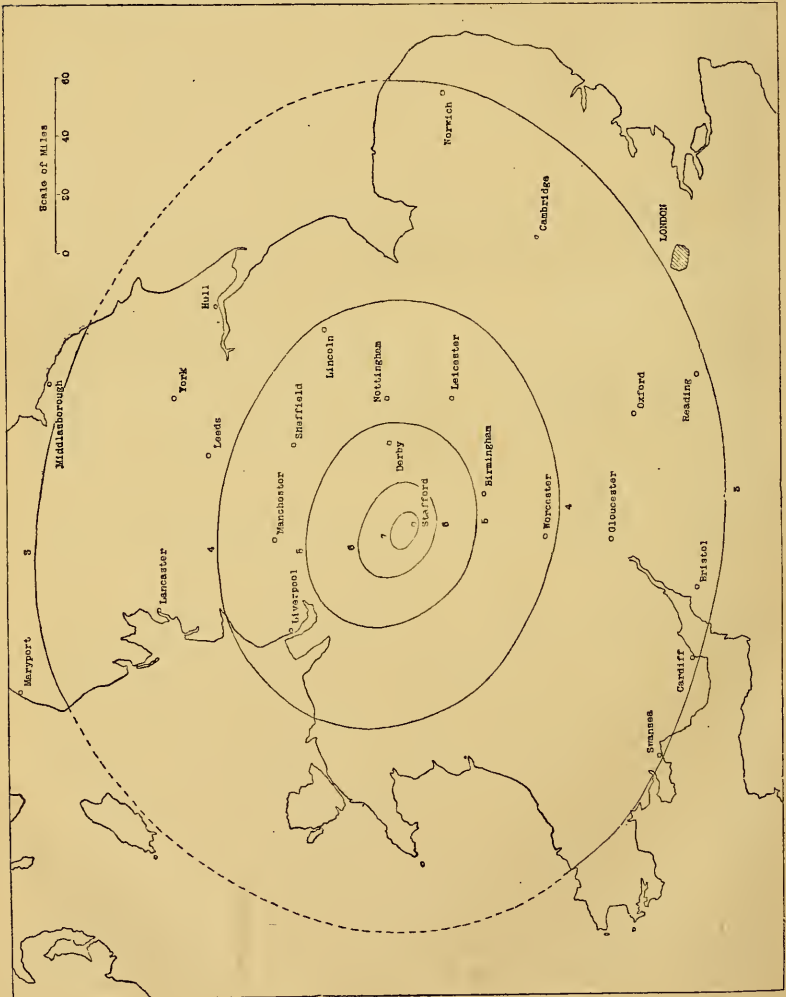 Scale of Miles
0 20 40 60
Maryport
3
Middlesborough
Lancaster
York
Leeds
Hull
4
Manchester
Sheffield
Lincoln
Liverpool
5
Nottingham
Derby
6
7
Stafford
6
5
Leicester
Birmingham
Norwich
Cambridge
Worcester
4
Gloucester
Oxford
LONDON
Swansea
Cardiff
Bristol
Reading
3